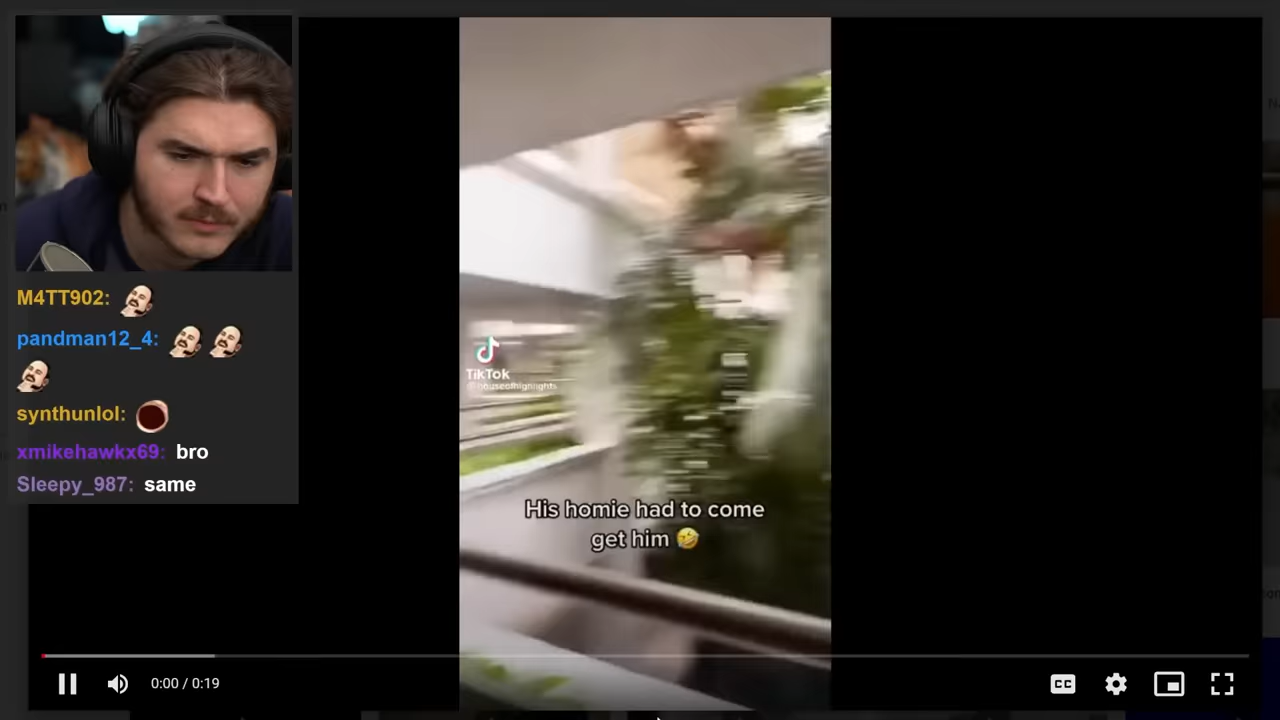 M4TT902:
pandman12_4:
synthunlol:
xmikehawkx69: bro
Sleepy_987: same
TikTok
@houseofhighlights
His homie had to come
get him 🤣
0:00 / 0:19
CC